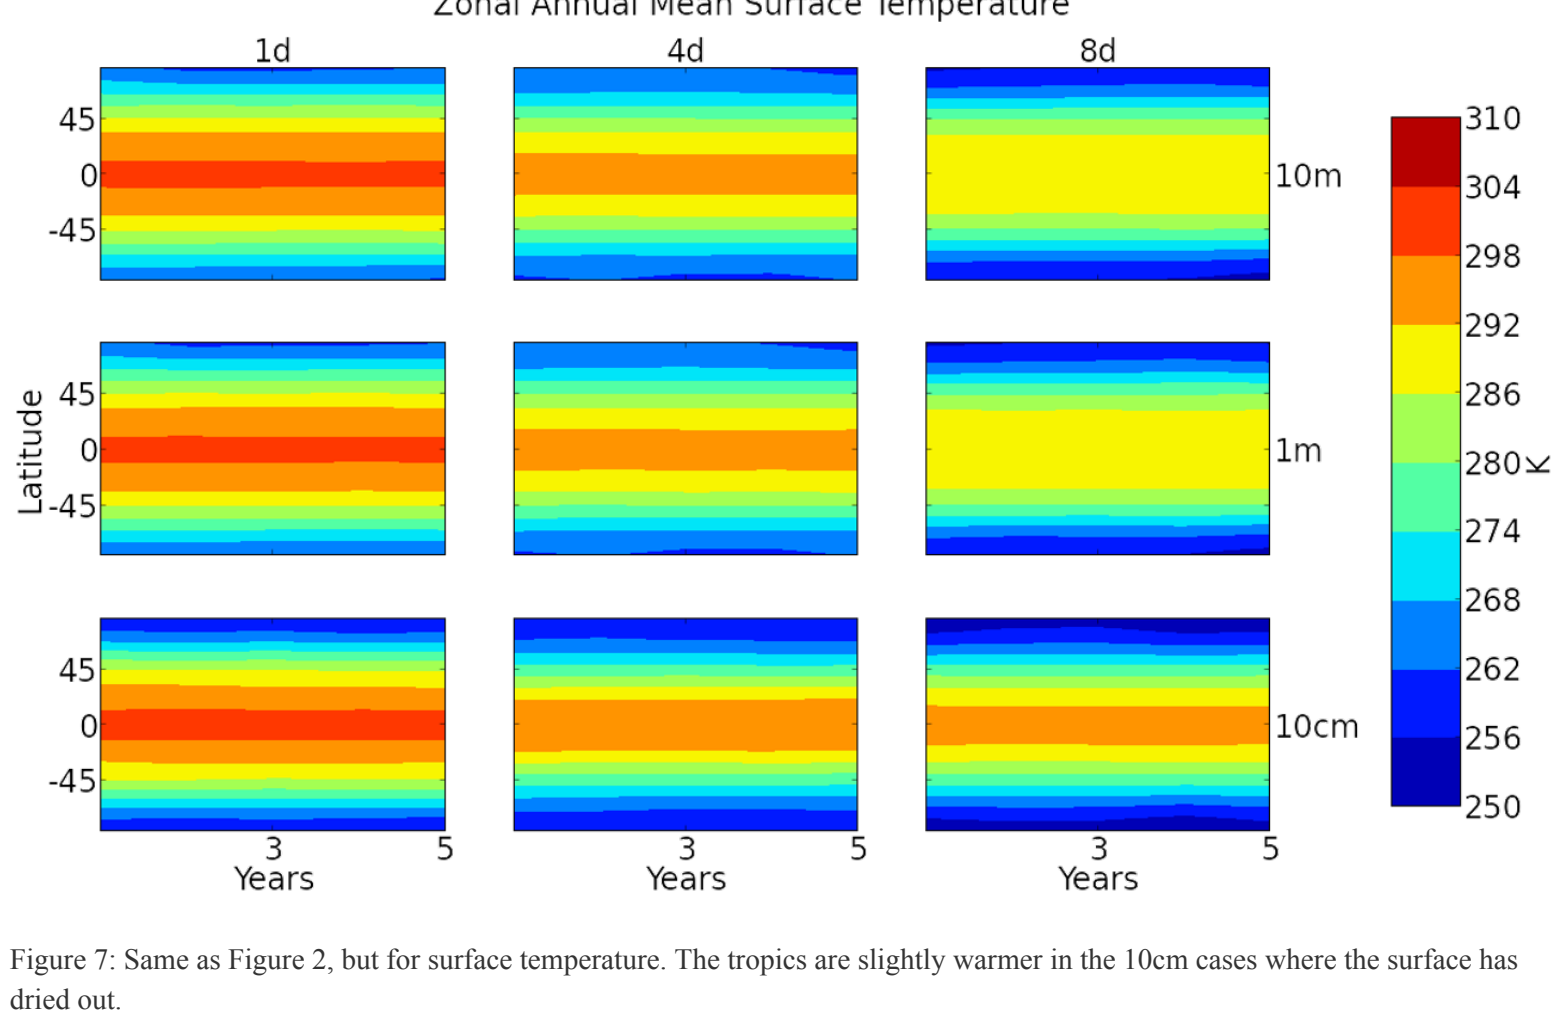 Zonal Annual Mean Surface Temperature
1d 4d 8d
45
0
-45
10m
45
0
-45
1m
45
0
-45
10cm
Latitude
3 5 3 5 3 5
Years Years Years
310
304
298
292
286
280
274
268
262
256
250
K
Figure 7: Same as Figure 2, but for surface temperature. The tropics are slightly warmer in the 10cm cases where the surface has
dried out.